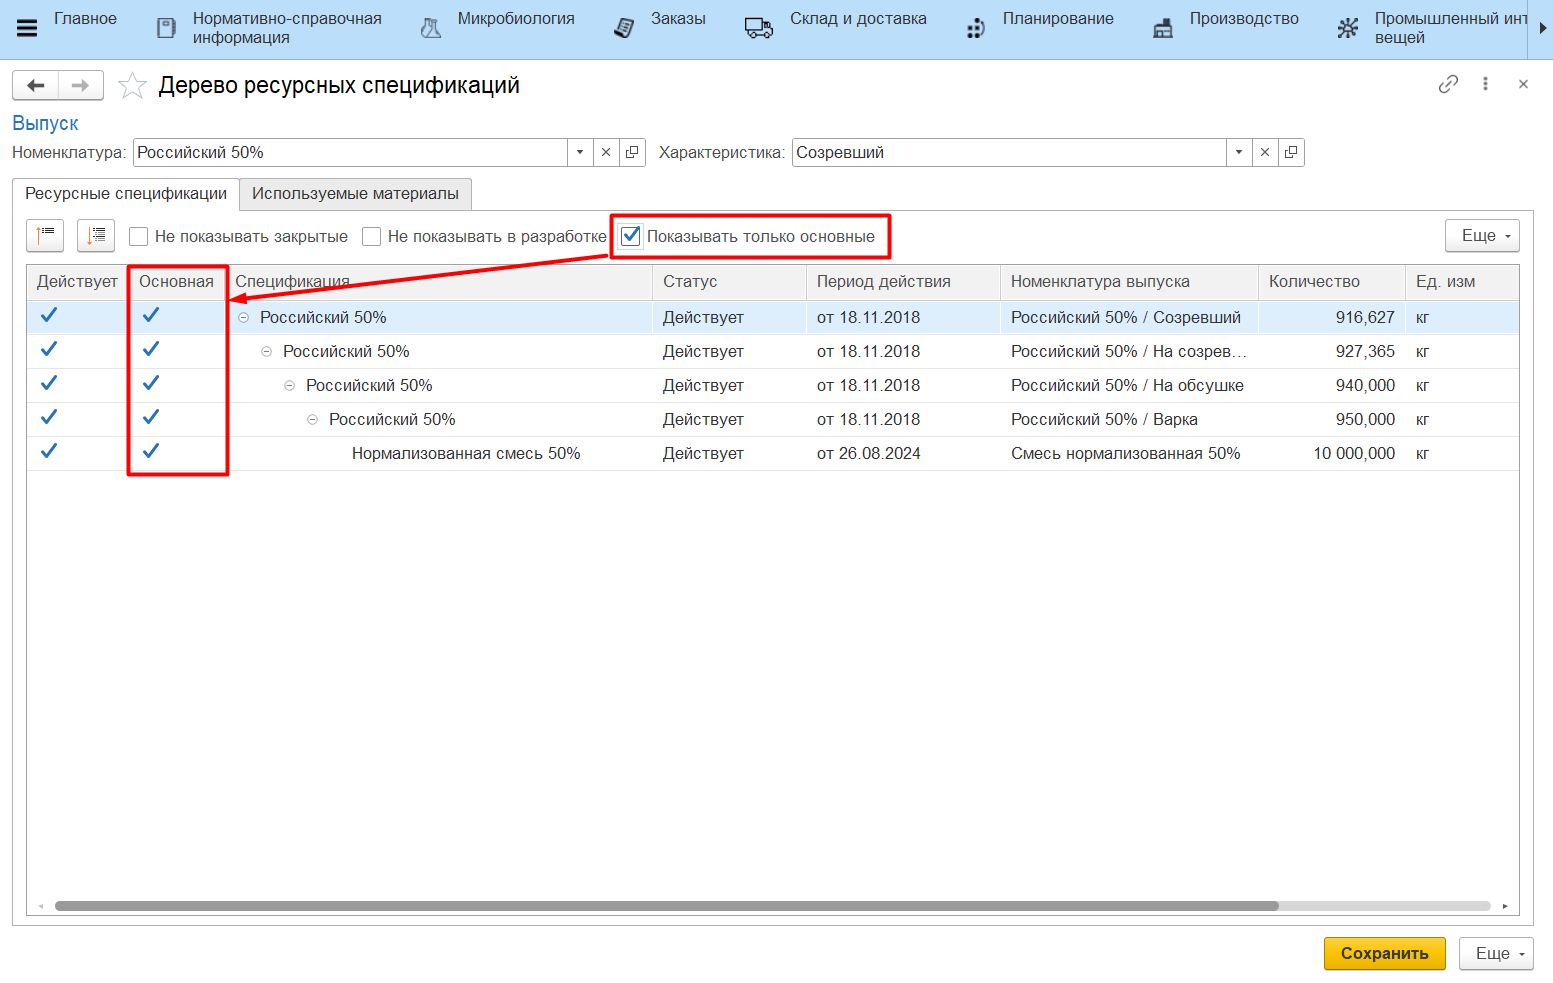 Главное
Нормативно-справочная
информация
Микробиология
Заказы
Склад и доставка
Планирование
Производство
Промышленный инт
вещей
Дерево ресурсных спецификаций
Выпуск
Номенклатура: Российский 50% Характеристика: Созревший
Ресурсные спецификации Используемые материалы
Не показывать закрытые Не показывать в разработке Показывать только основные Еще
Действует Основная Спецификация Статус Период действия Номенклатура выпуска Количество Ед. изм
Российский 50% Действует от 18.11.2018 Российский 50% / Созревший 916,627 кг
Российский 50% Действует от 18.11.2018 Российский 50% / На созрев... 927,365 кг
Российский 50% Действует от 18.11.2018 Российский 50% / На обсушке 940,000 кг
Российский 50% Действует от 18.11.2018 Российский 50% / Варка 950,000 кг
Нормализованная смесь 50% Действует от 26.08.2024 Смесь нормализованная 50% 10 000,000 кг
Сохранить Еще